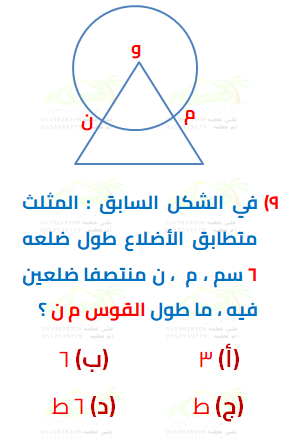 و
ن
م
٩) في الشكل السابق : المثلث
متطابق الأضلاع طول ضلعه
٦ سم ، م ، ن منتصفا ضلعين
فيه ، ما طول القوس م ن ؟
(أ) ٣ (ب) ٦
(ج) ط (د) ٦ ط